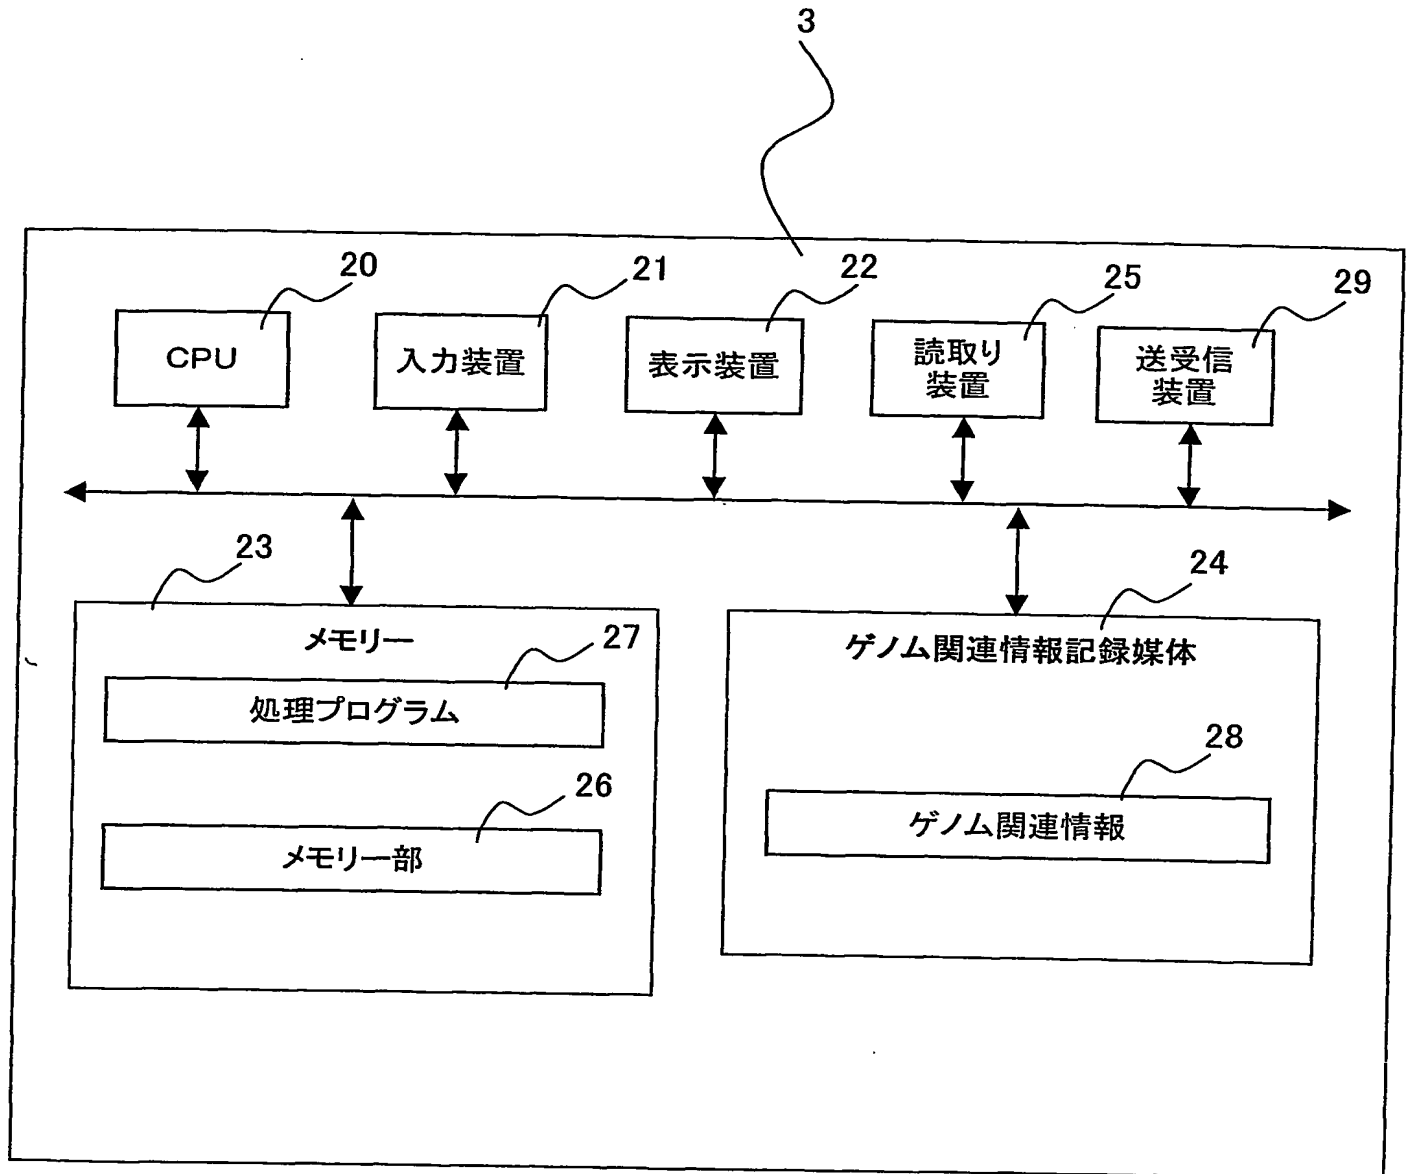 3
20
21
22
25
29
CPU
入力装置
表示装置
読取り
装置
送受信
装置
23
24
メモリー
27
処理プログラム
26
メモリー部
ゲノム関連情報記録媒体
28
ゲノム関連情報